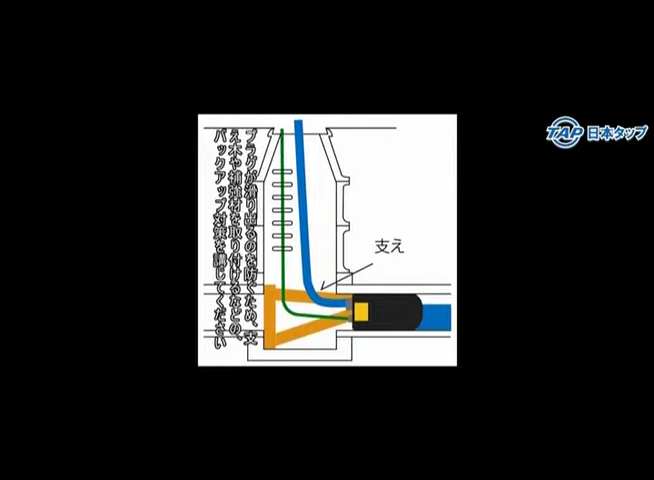 プラグが滑り出るのを防ぐため、支
え木や補強材を取り付けるなどの、
バックアップ対策を講じてください
支え
TAP 日本タップ